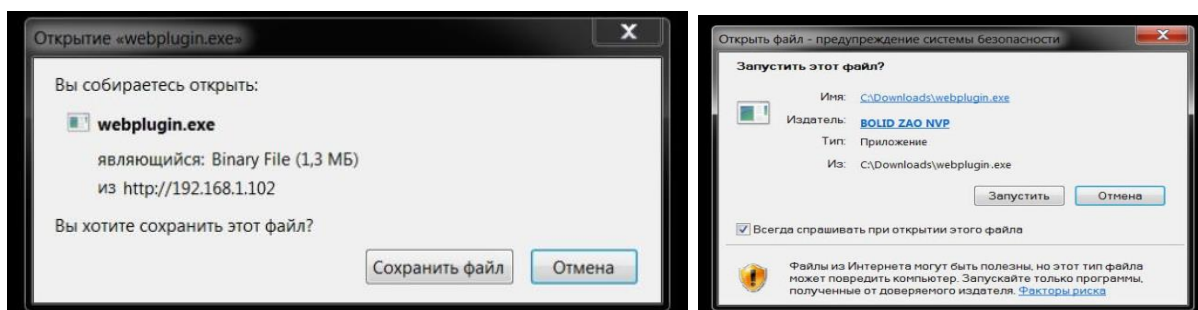 Открытие «webplugin.exe»
Вы собираетесь открыть:
webplugin.exe
являющийся: Binary File (1,3 МБ)
из http://192.168.1.102
Вы хотите сохранить этот файл?
Сохранить файл
Отмена
Открыть файл - предупреждение системы безопасности
Запустить этот файл?
Имя: C:\Downloads\webplugin.exe
Издатель: BOLID ZAO NVP
Тип: Приложение
Из: C:\Downloads\webplugin.exe
Запустить
Отмена
Всегда спрашивать при открытии этого файла
Файлы из Интернета могут быть полезны, но этот тип файла
может повредить компьютер. Запускайте только программы,
полученные от доверяемого издателя. Факторы риска